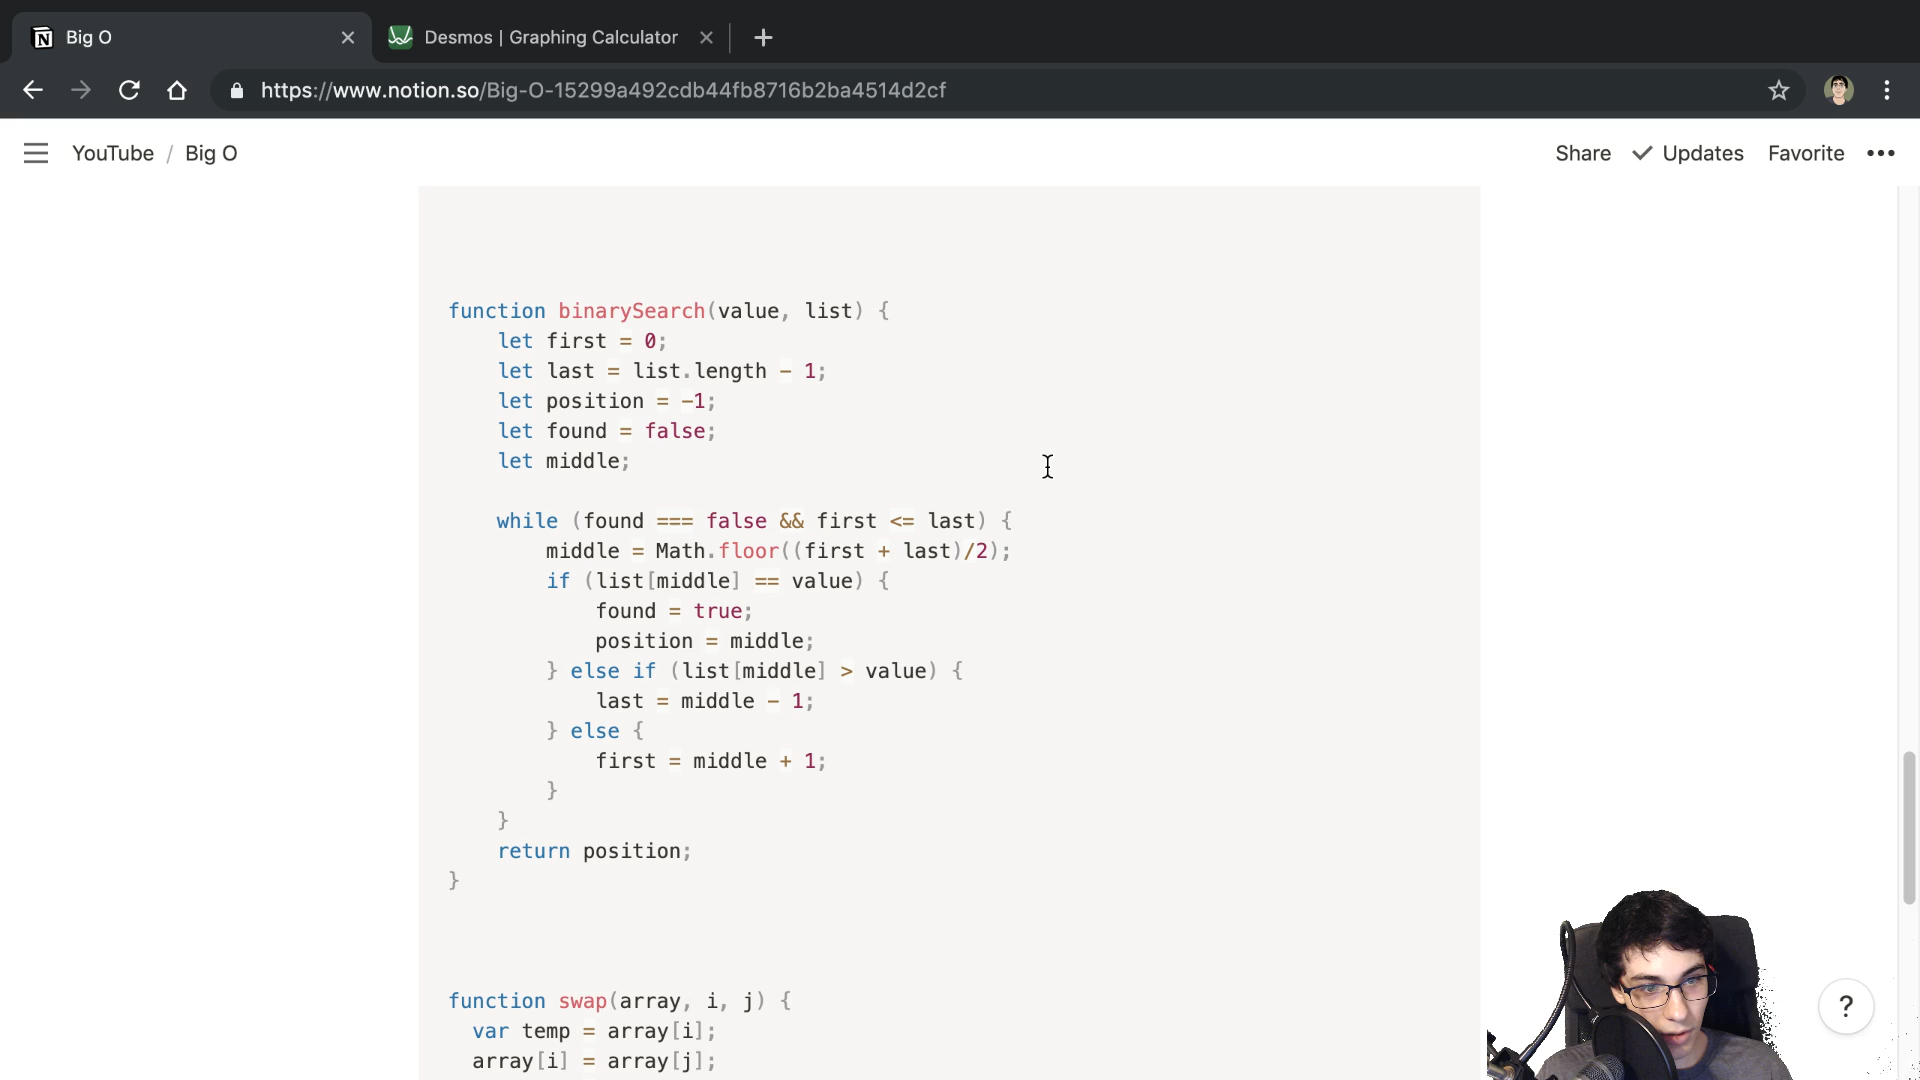 Big O
Desmos | Graphing Calculator
https://www.notion.so/Big-O-15299a492cdb44fb8716b2ba4514d2cf
YouTube / Big O
Share
Updates
Favorite
function binarySearch(value, list) {
    let first = 0;
    let last = list.length - 1;
    let position = -1;
    let found = false;
    let middle;
    while (found === false && first <= last) {
        middle = Math.floor((first + last)/2);
        if (list[middle] == value) {
            found = true;
            position = middle;
        } else if (list[middle] > value) {
            last = middle - 1;
        } else {
            first = middle + 1;
        }
    }
    return position;
}
function swap(array, i, j) {
  var temp = array[i];
  array[i] = array[j];
?